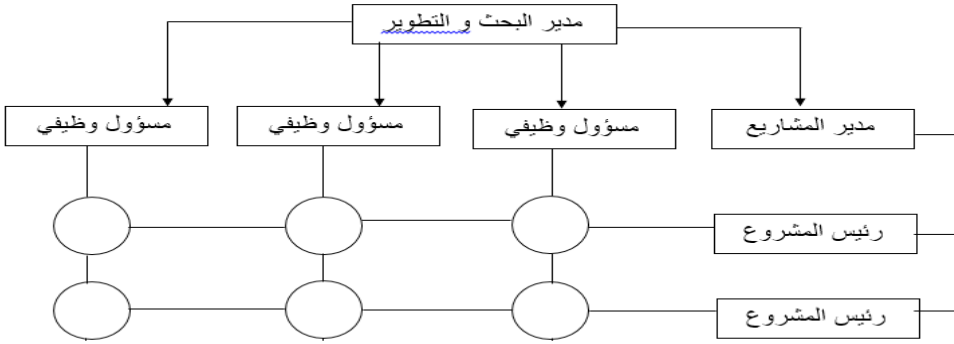 مدير البحث و التطوير
مدير المشاريع
مسؤول وظيفي
مسؤول وظيفي
مسؤول وظيفي
رئيس المشروع
رئيس المشروع